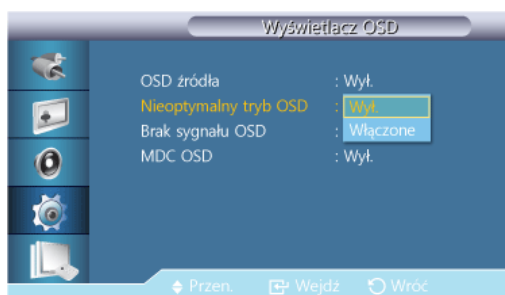 Wyświetlacz OSD
OSD źródła : Wył.
Nieoptymalny tryb OSD : Wył.
Brak sygnału OSD : Włączone
MDC OSD : Wył.
Przen. Wejdź Wróć